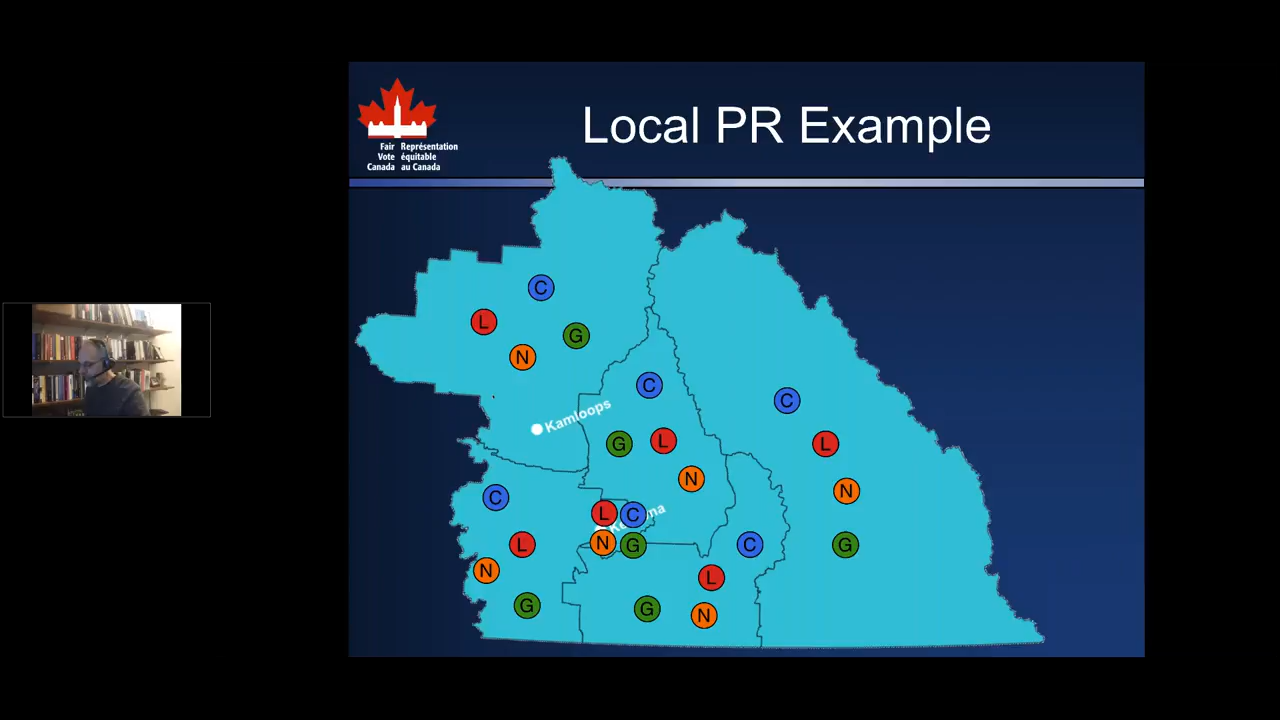 Local PR Example
Fair Représentation
Vote équitable
Canada au Canada
C
L
G
N
Kamloops
C
C
G
L
L
N
N
C
L
C
N
G
L
C
G
N
L
G
G
N